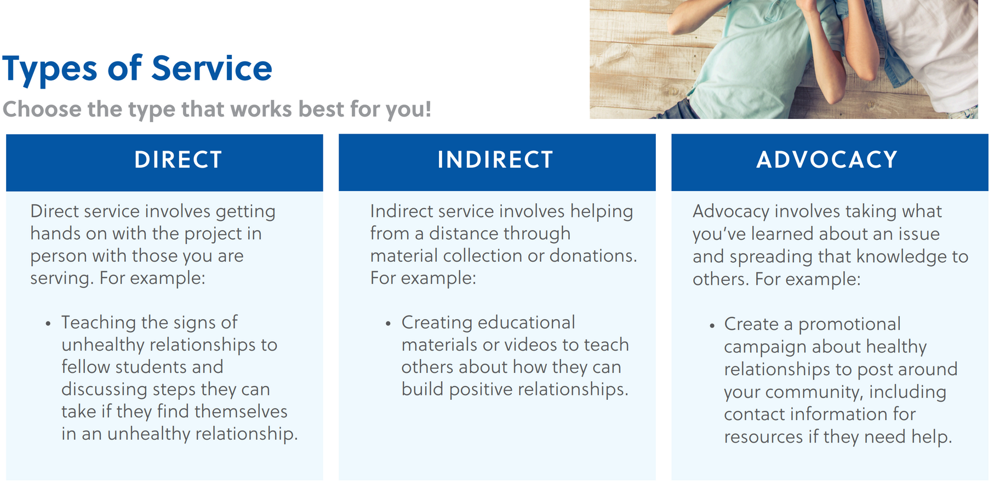 Types of Service
Choose the type that works best for you!
DIRECT
Direct service involves getting
hands on with the project in
person with those you are
serving. For example:
• Teaching the signs of
unhealthy relationships to
fellow students and
discussing steps they can
take if they find themselves
in an unhealthy relationship.
INDIRECT
Indirect service involves helping
from a distance through
material collection or donations.
For example:
• Creating educational
materials or videos to teach
others about how they can
build positive relationships.
ADVOCACY
Advocacy involves taking what
you’ve learned about an issue
and spreading that knowledge to
others. For example:
• Create a promotional
campaign about healthy
relationships to post around
your community, including
contact information for
resources if they need help.